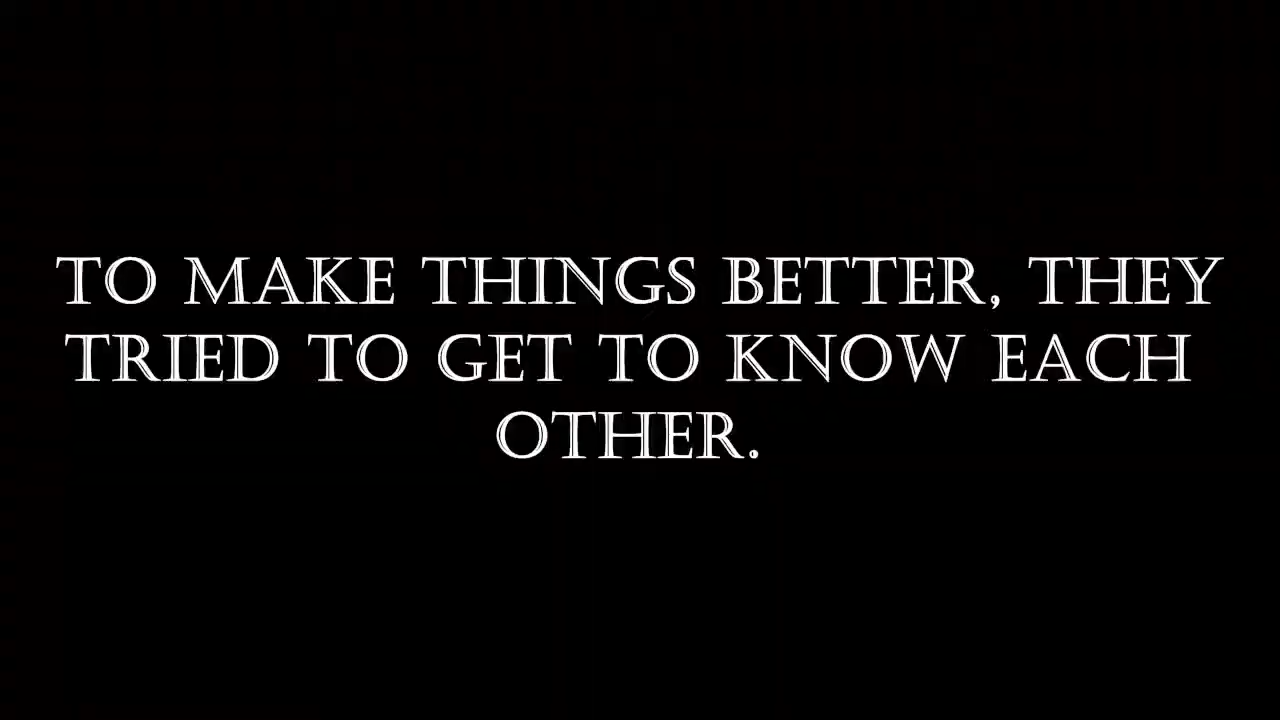 TO MAKE THINGS BETTER, THEY
TRIED TO GET TO KNOW EACH
OTHER.